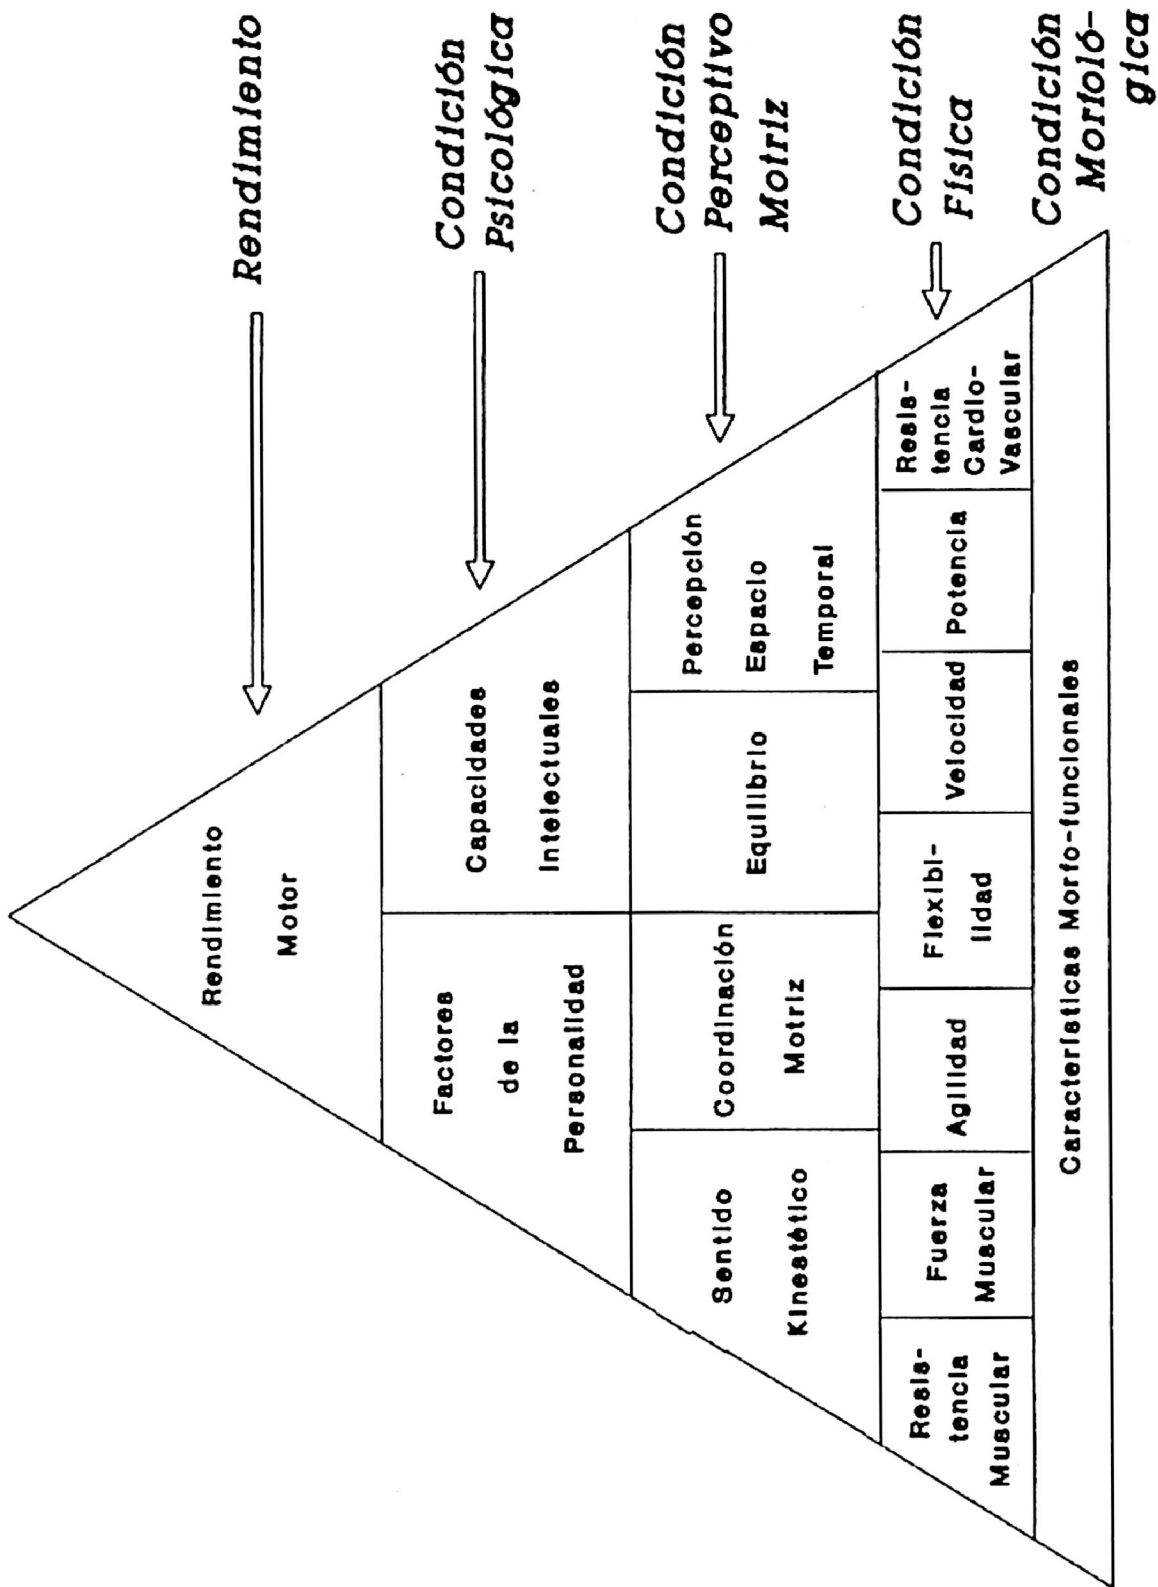 Rendimiento
Motor
Rendimiento
Factores
de la
Personalidad
Capacidades
Intelectuales
Condición
Psicológica
Sentido
Kinestético
Coordinación
Motriz
Equilibrio
Percepción
Espacio
Temporal
Condición
Perceptivo
Motriz
Resis-
tencia
Muscular
Fuerza
Muscular
Agilidad
Flexibi-
lidad
Velocidad
Potencia
Resis-
tencia
Cardio-
Vascular
Condición
Física
Características Morfo-funcionales
Condición
Morfoló-
gica